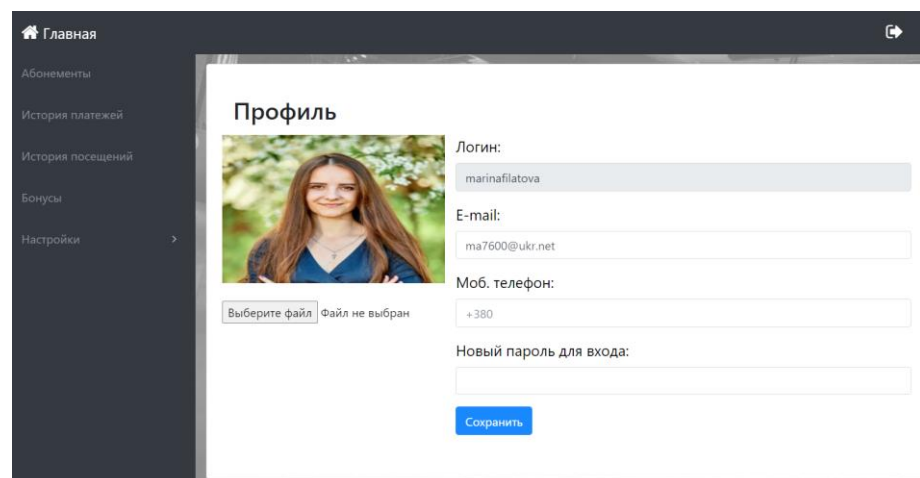 Главная
Абонементы
История платежей
История посещений
Бонусы
Настройки
Профиль
Логин:
marinafilatova
E-mail:
ma7600@ukr.net
Моб. телефон:
+380
Выберите файл Файл не выбран
Новый пароль для входа:
Сохранить